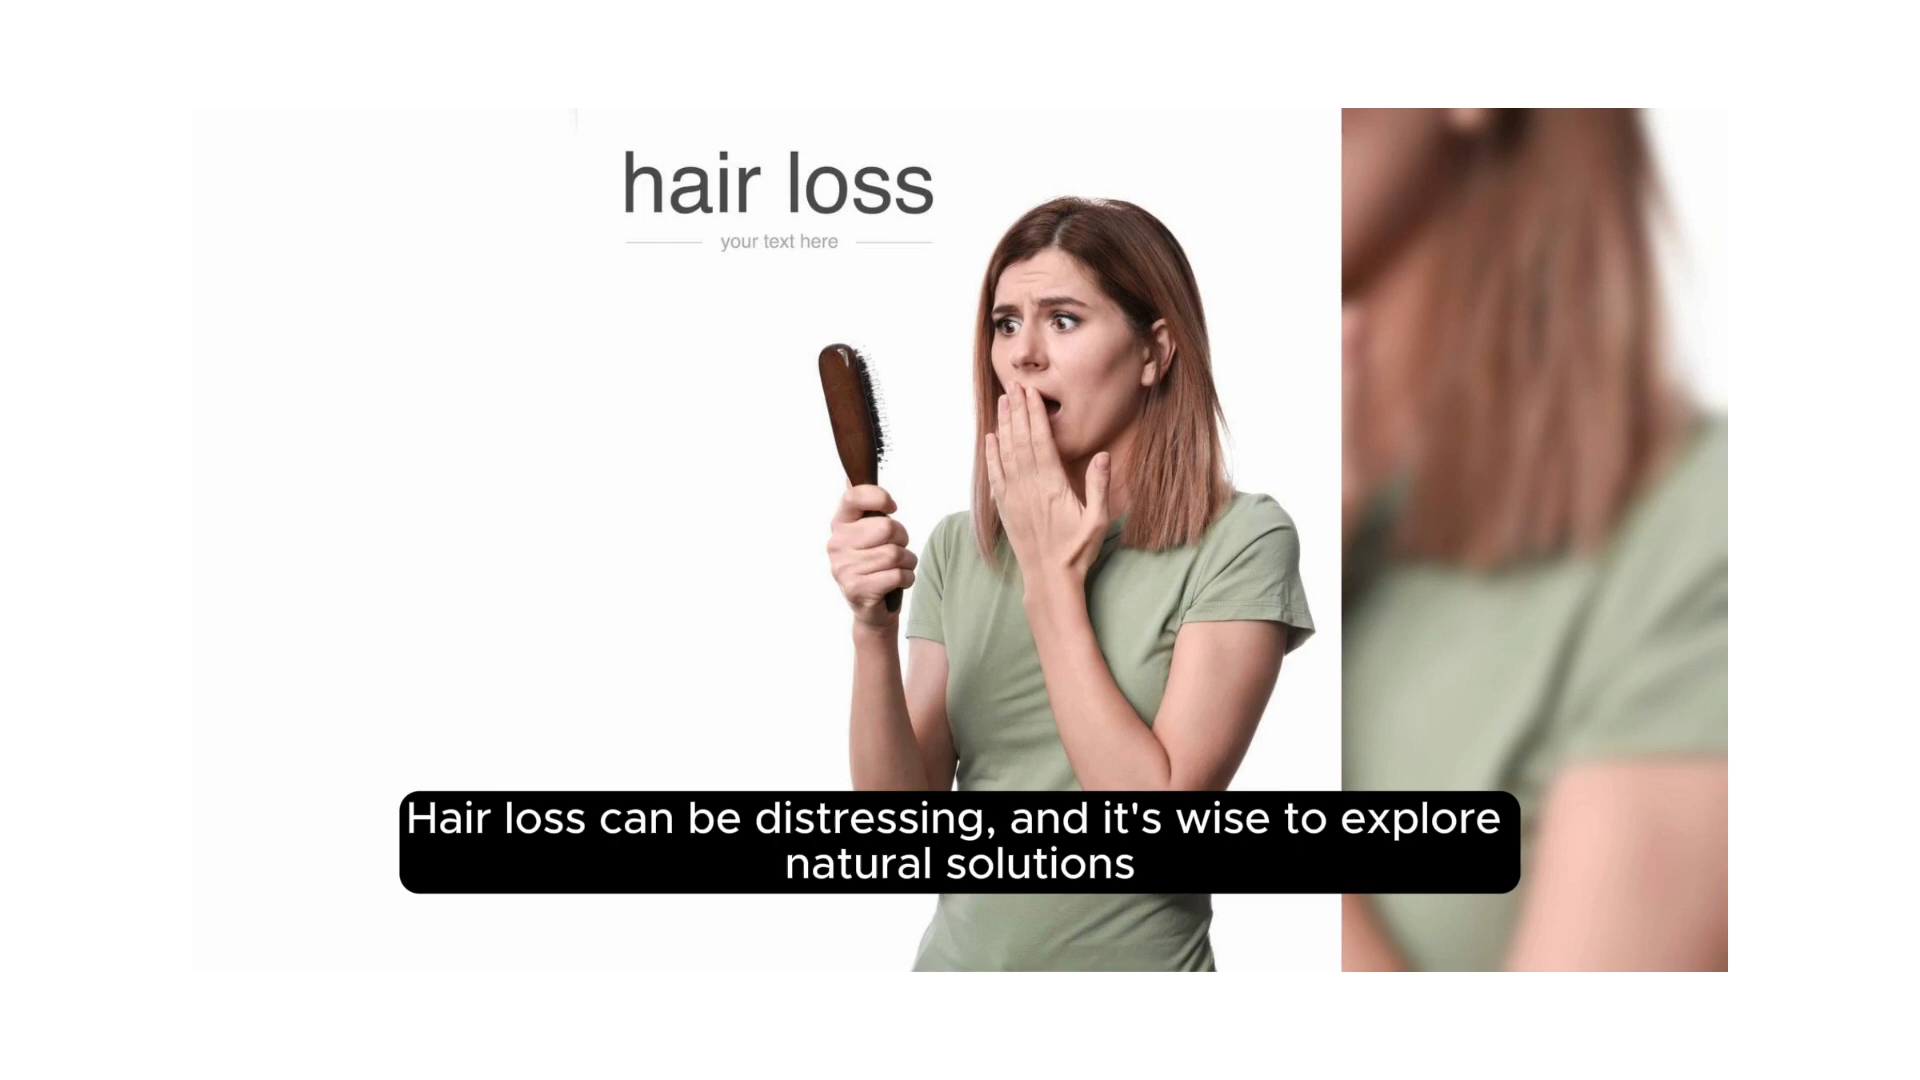 hair loss
your text here
Hair loss can be distressing, and it's wise to explore
natural solutions